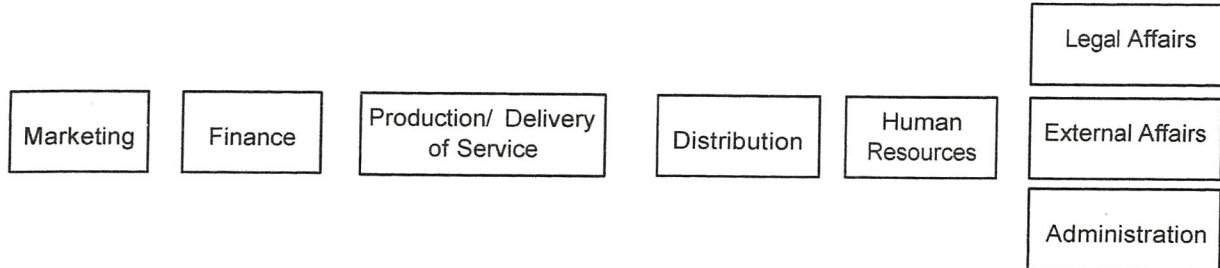 Legal Affairs
Marketing
Finance
Production/ Delivery
of Service
Distribution
Human
Resources
External Affairs
Administration